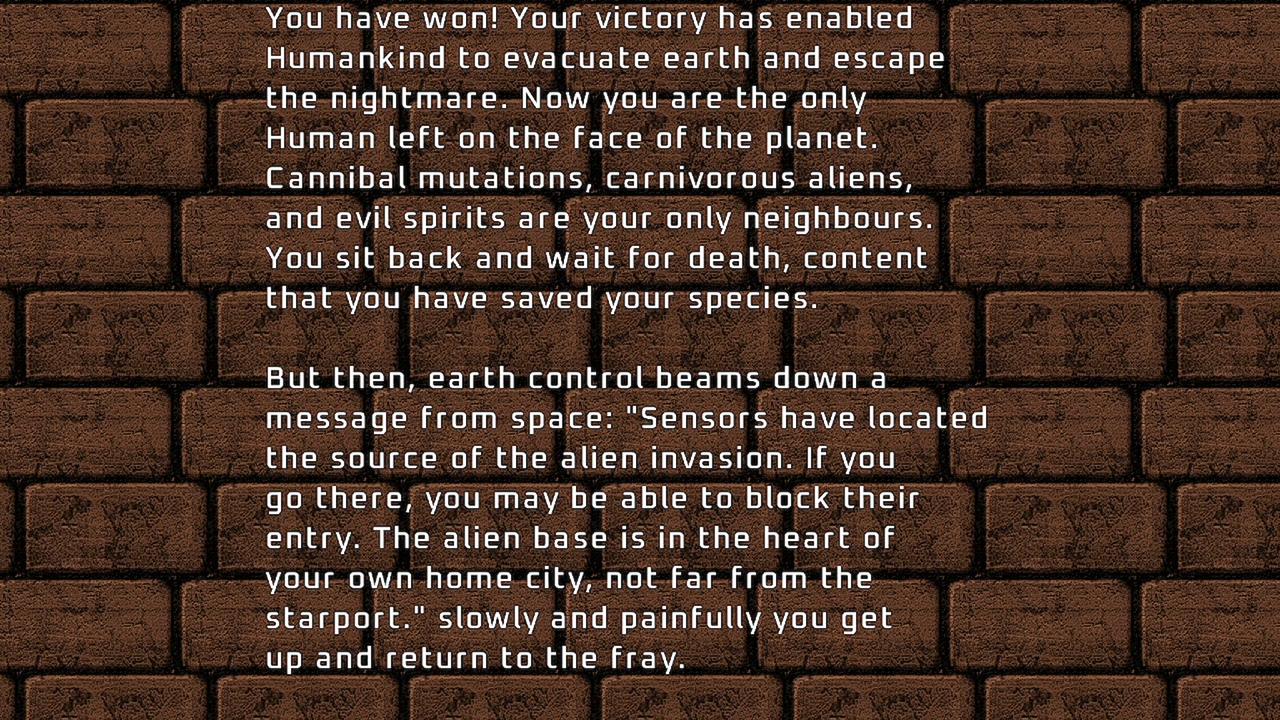 You have won! Your victory has enabled
Humankind to evacuate earth and escape
the nightmare. Now you are the only
Human left on the face of the planet.
Cannibal mutations, carnivorous aliens,
and evil spirits are your only neighbours.
You sit back and wait for death, content
that you have saved your species.

But then, earth control beams down a
message from space: "Sensors have located
the source of the alien invasion. If you
go there, you may be able to block their
entry. The alien base is in the heart of
your own home city, not far from the
starport." slowly and painfully you get
up and return to the fray.